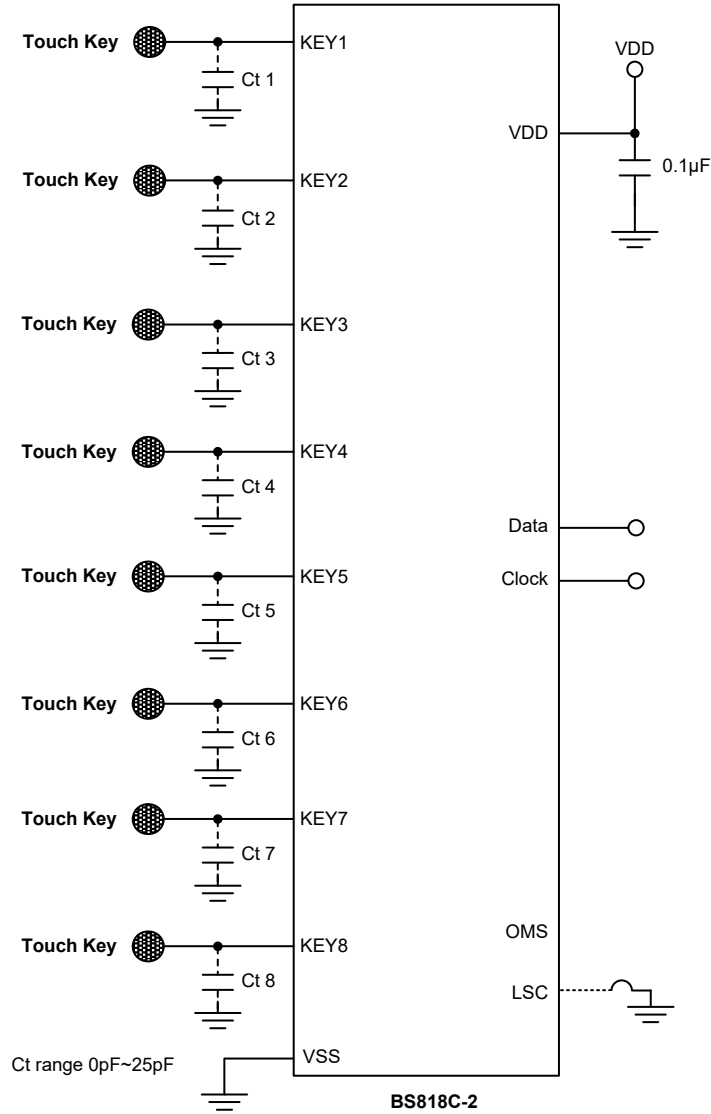 Touch Key KEY1
Ct 1
VDD
VDD
0.1µF
Touch Key KEY2
Ct 2
Touch Key KEY3
Ct 3
Touch Key KEY4
Ct 4
Data
Touch Key KEY5
Clock
Ct 5
Touch Key KEY6
Ct 6
Touch Key KEY7
Ct 7
Touch Key KEY8
OMS
Ct 8
LSC
Ct range 0pF~25pF
VSS
BS818C-2